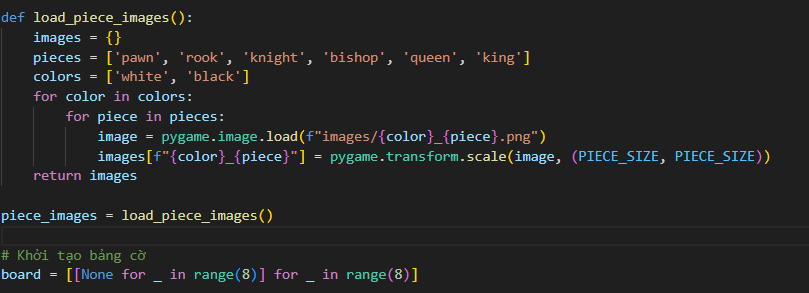 def load_piece_images():
    images = {}
    pieces = ['pawn', 'rook', 'knight', 'bishop', 'queen', 'king']
    colors = ['white', 'black']
    for color in colors:
        for piece in pieces:
            image = pygame.image.load(f"images/{color}_{piece}.png")
            images[f"{color}_{piece}"] = pygame.transform.scale(image, (PIECE_SIZE, PIECE_SIZE))
    return images
piece_images = load_piece_images()
# Khởi tạo bảng cờ
board = [[None for _ in range(8)] for _ in range(8)]